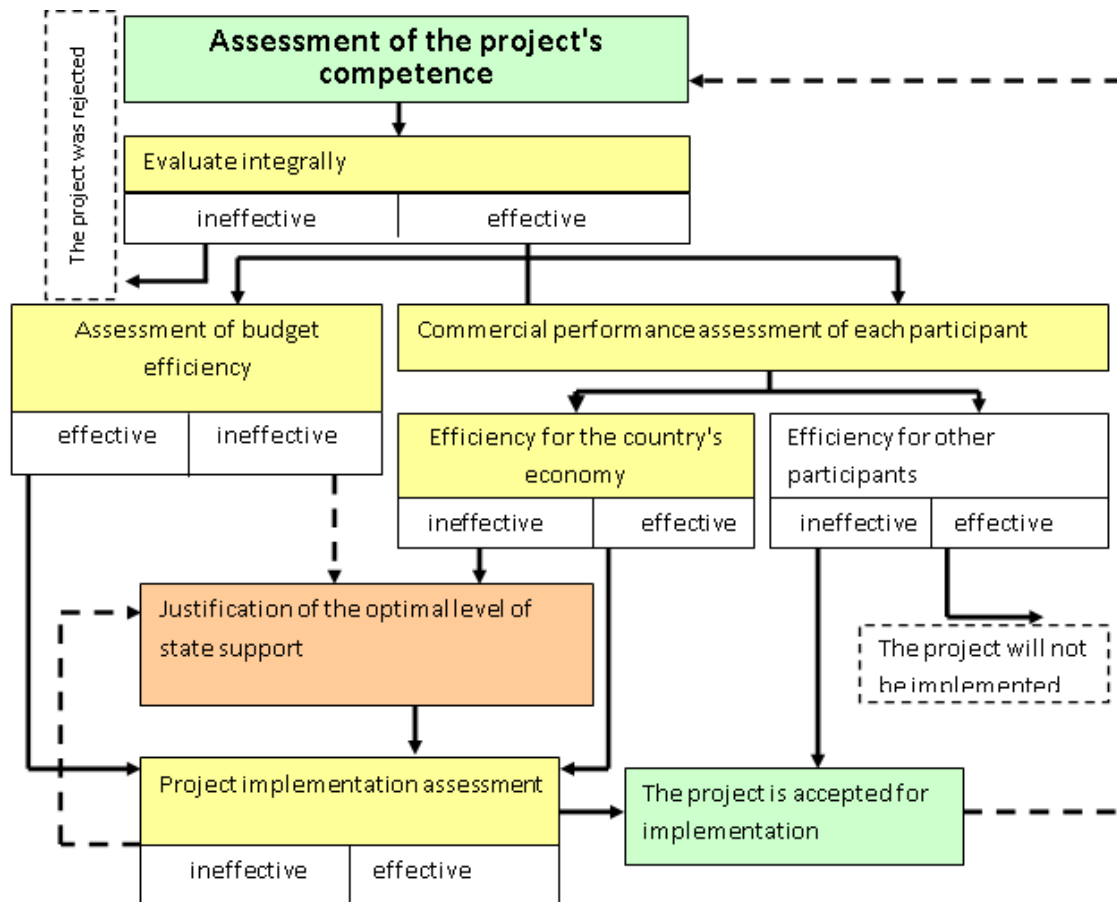 The project was rejected
Assessment of the project's
competence
Evaluate integrally
ineffective
effective
Assessment of budget
efficiency
effective
ineffective
Commercial performance assessment of each participant
Efficiency for the country's
economy
ineffective
effective
Efficiency for other
participants
ineffective
effective
Justification of the optimal level of
state support
The project will not
be implemented
Project implementation assessment
ineffective
effective
The project is accepted for
implementation